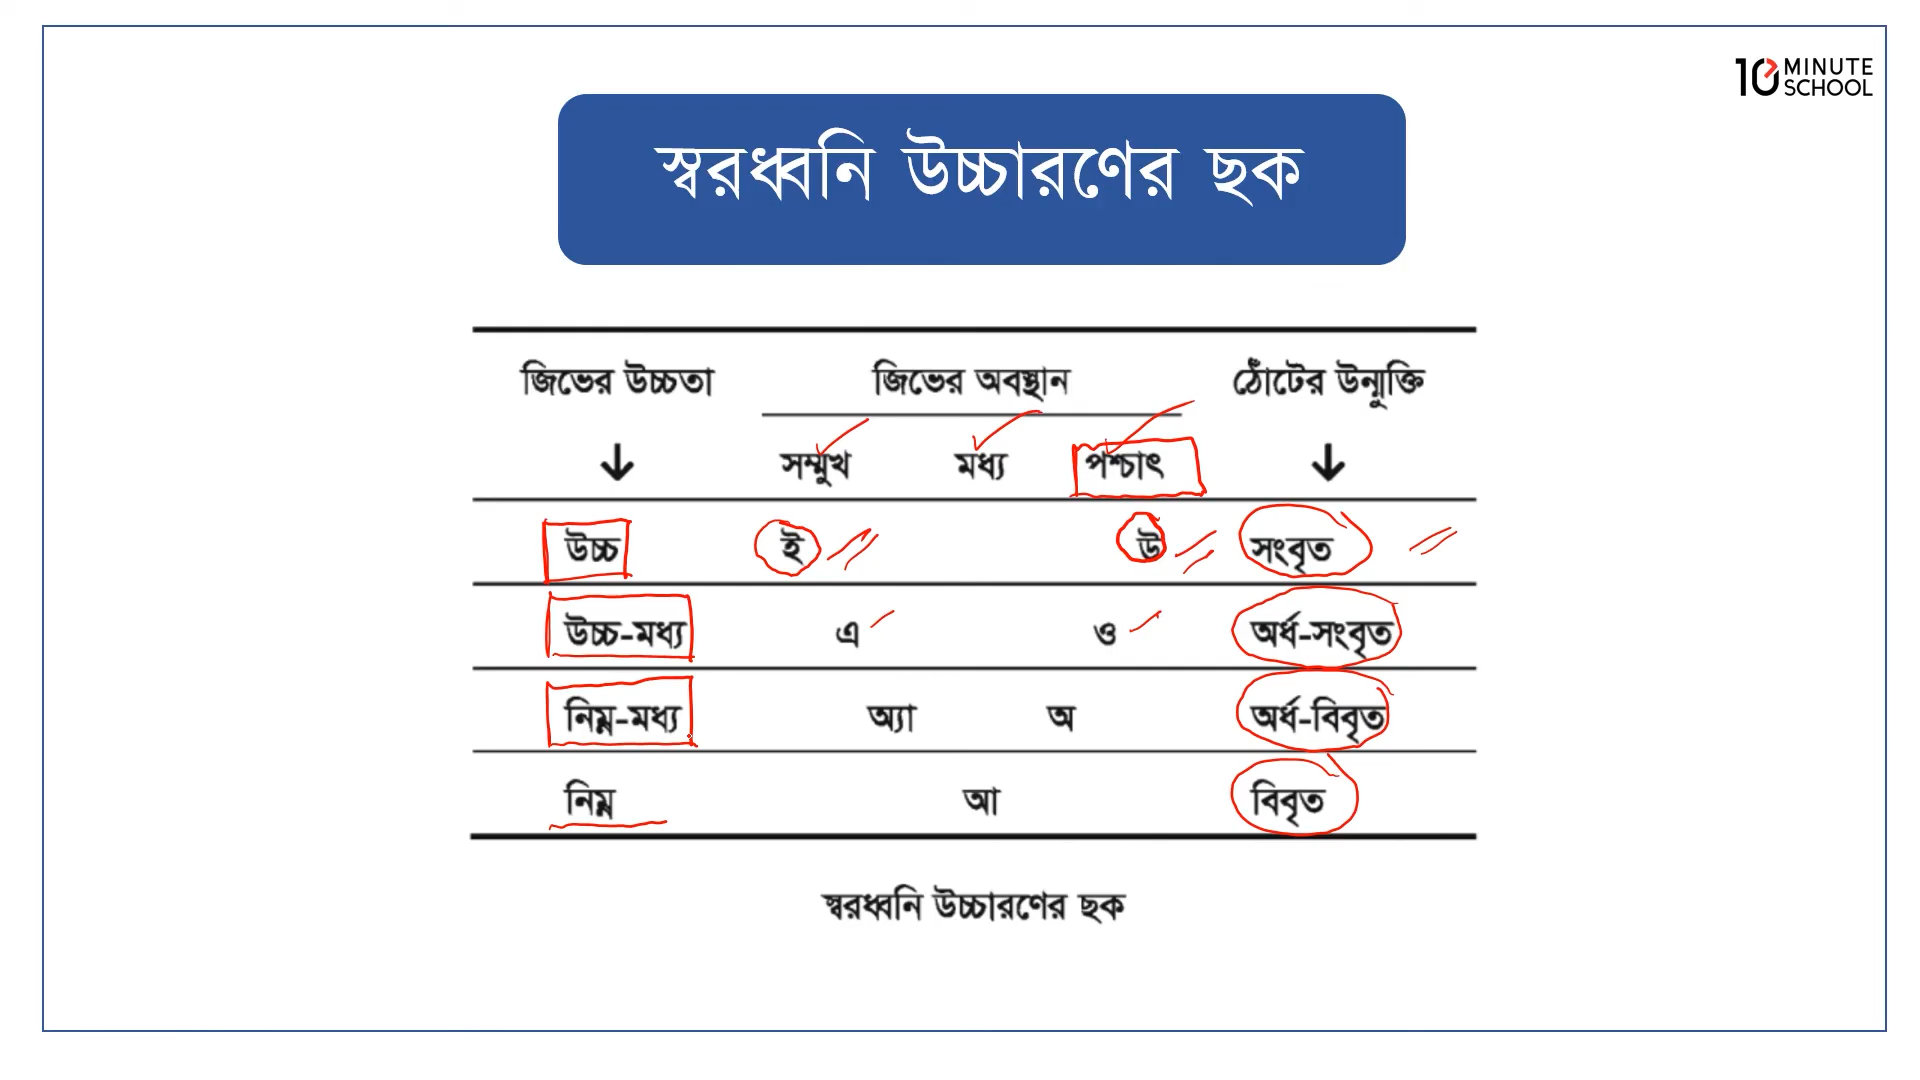 10 MINUTE
SCHOOL
স্বরধ্বনি উচ্চারণের ছক
জিভের উচ্চতা জিভের অবস্থান ঠোঁটের উন্মুক্তি
↓ সম্মুখ মধ্য পশ্চাৎ ↓
উচ্চ ই উ সংবৃত
উচ্চ-মধ্য এ ও অর্ধ-সংবৃত
নিম্ন-মধ্য অ্যা অ অর্ধ-বিবৃত
নিম্ন আ বিবৃত
স্বরধ্বনি উচ্চারণের ছক